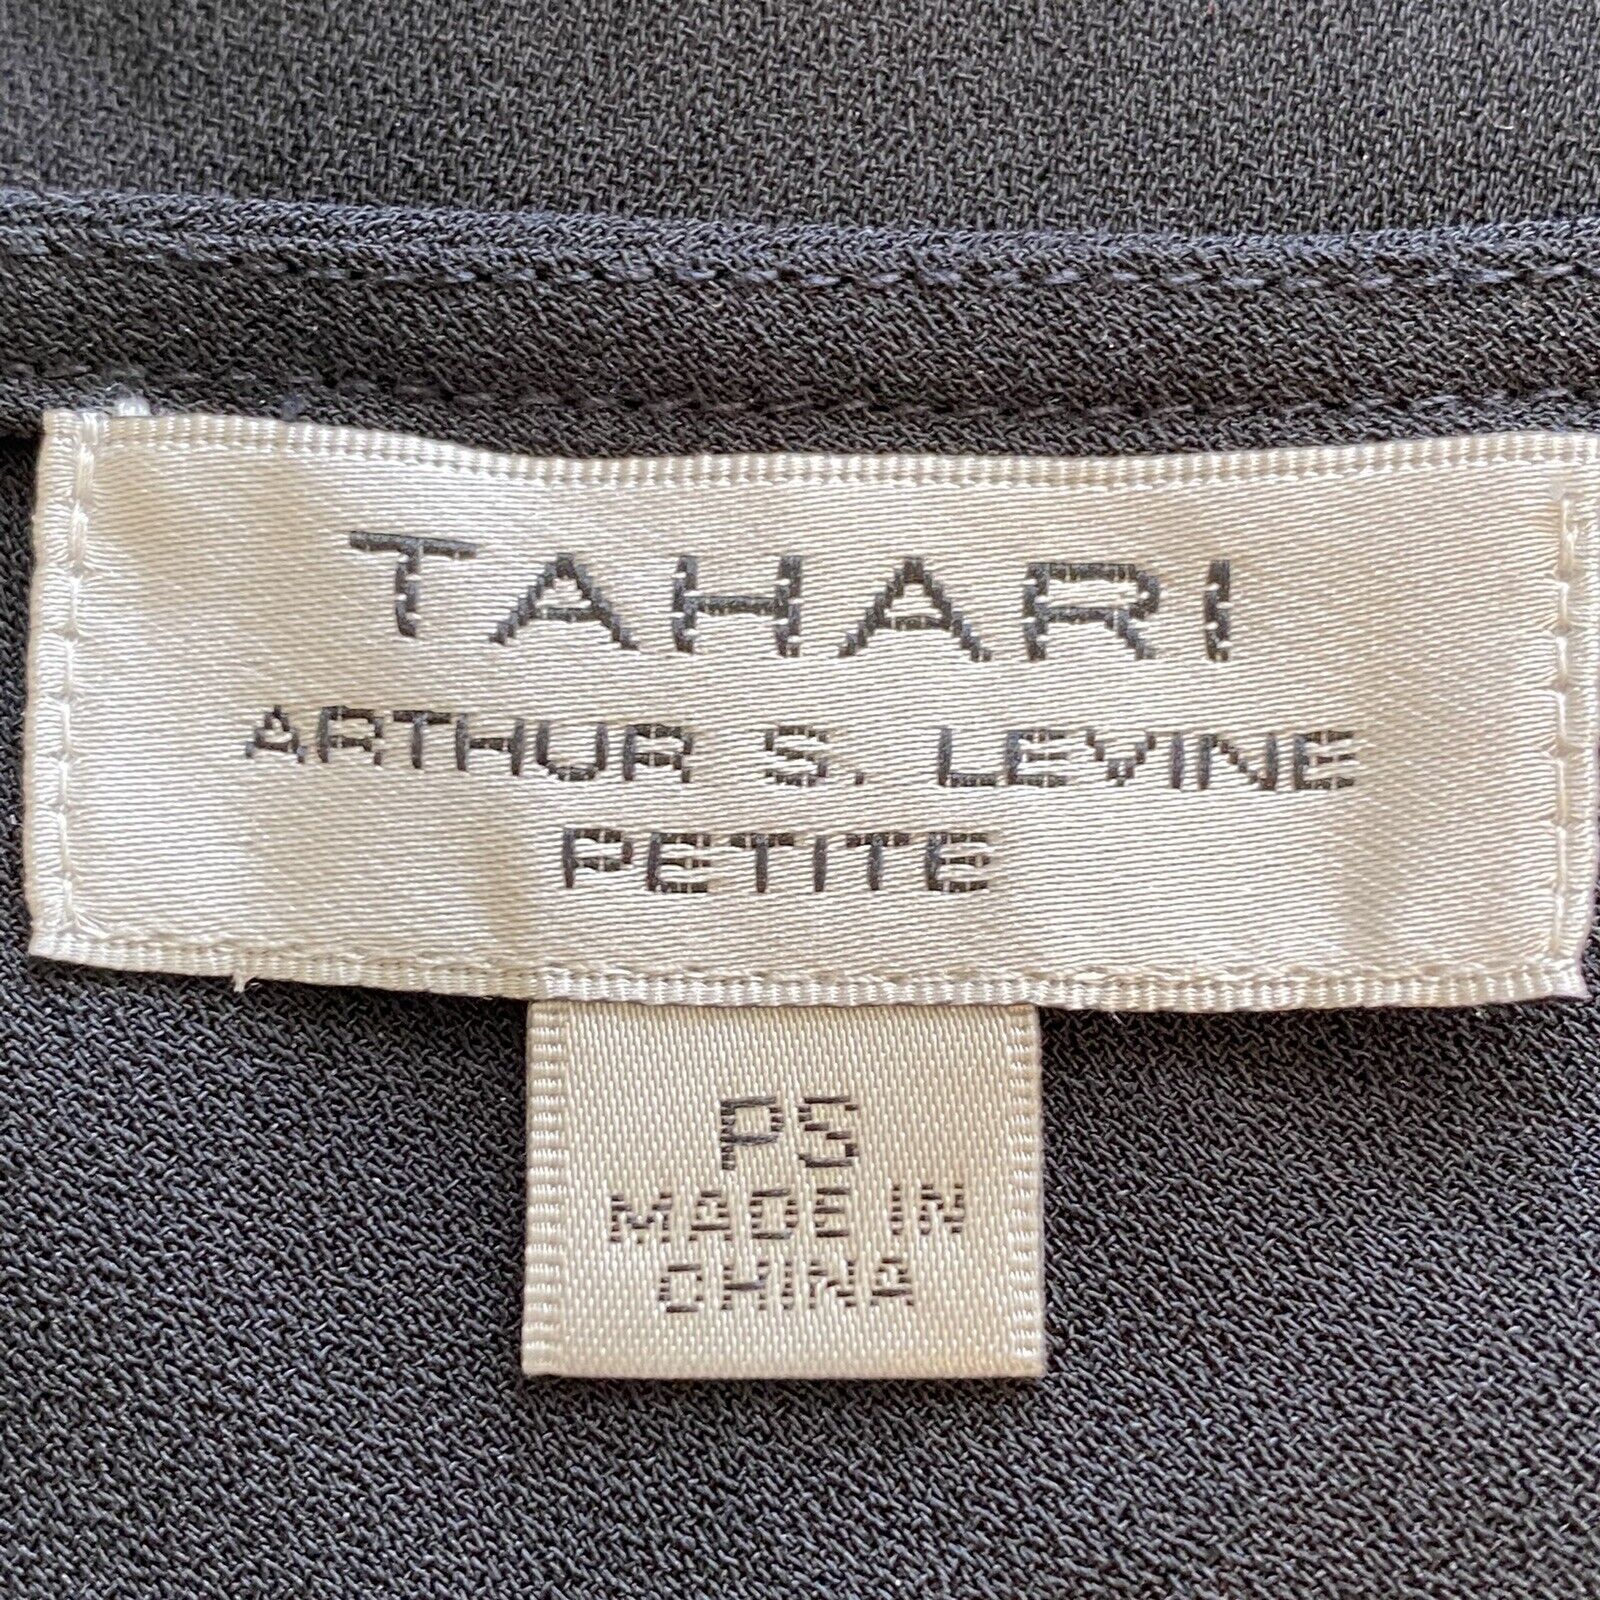 TAHARI
ARTHUR S. LEVINE
PETITE
PS
MADE IN
CHINA